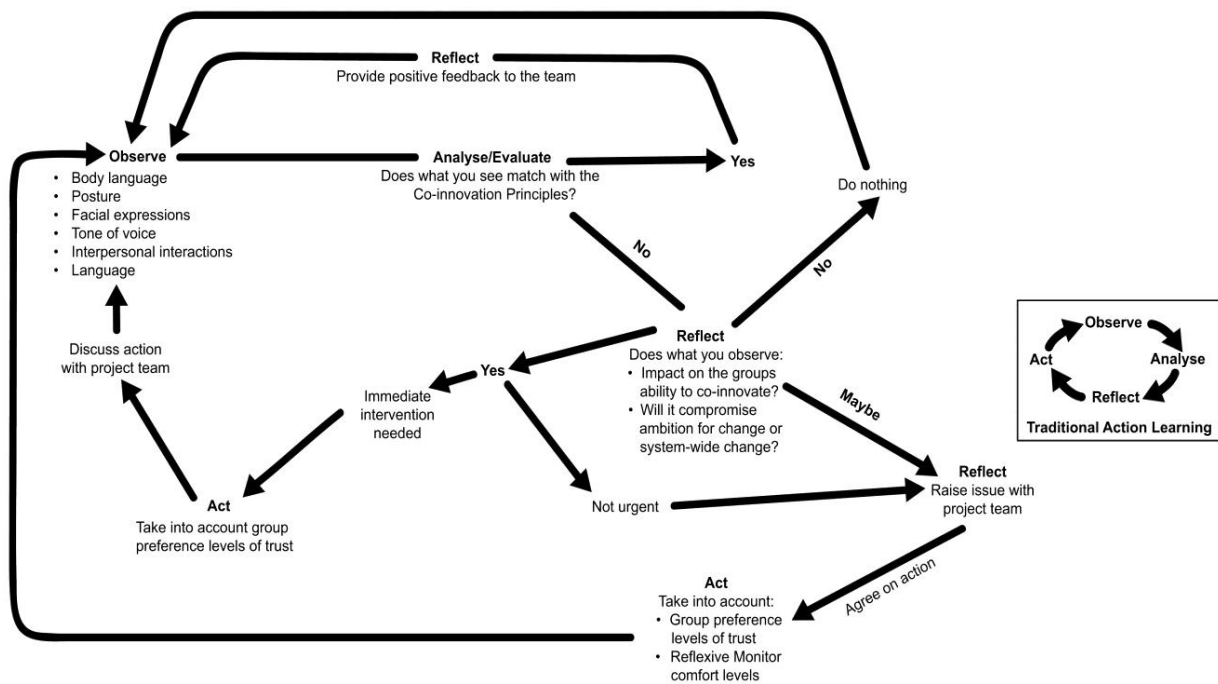 Reflect
Provide positive feedback to the team
Observe
• Body language
• Posture
• Facial expressions
• Tone of voice
• Interpersonal interactions
• Language
Analyse/Evaluate
Does what you see match with the
Co-innovation Principles?
Yes
Do nothing
No
No
Reflect
Does what you observe:
• Impact on the groups
ability to co-innovate?
• Will it compromise
ambition for change or
system-wide change?
Yes
Immediate
intervention
needed
Discuss action
with project team
Act
Take into account group
preference levels of trust
Not urgent
Maybe
Reflect
Raise issue with
project team
Agree on action
Act
Take into account:
• Group preference
levels of trust
• Reflexive Monitor
comfort levels
Observe
Act
Analyse
Reflect
Traditional Action Learning